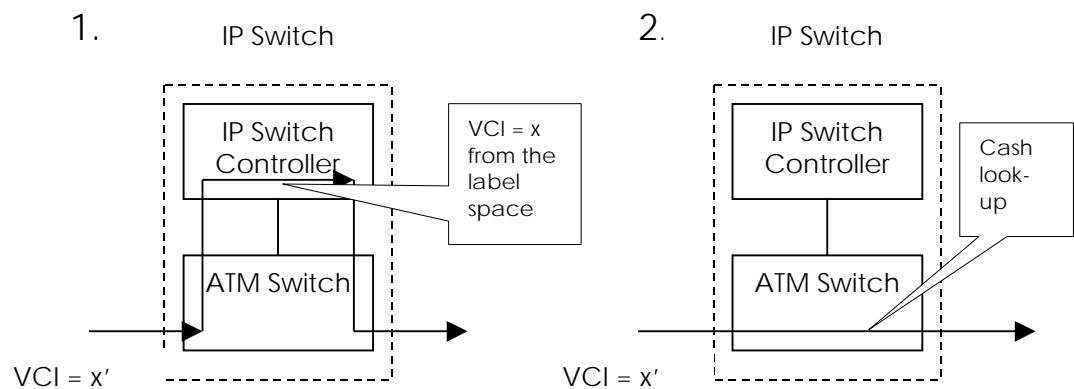 1.
IP Switch
IP Switch
Controller
VCI = x
from the
label
space
ATM Switch
VCI = x'
2.
IP Switch
IP Switch
Controller
Cash
look-
up
ATM Switch
VCI = x'